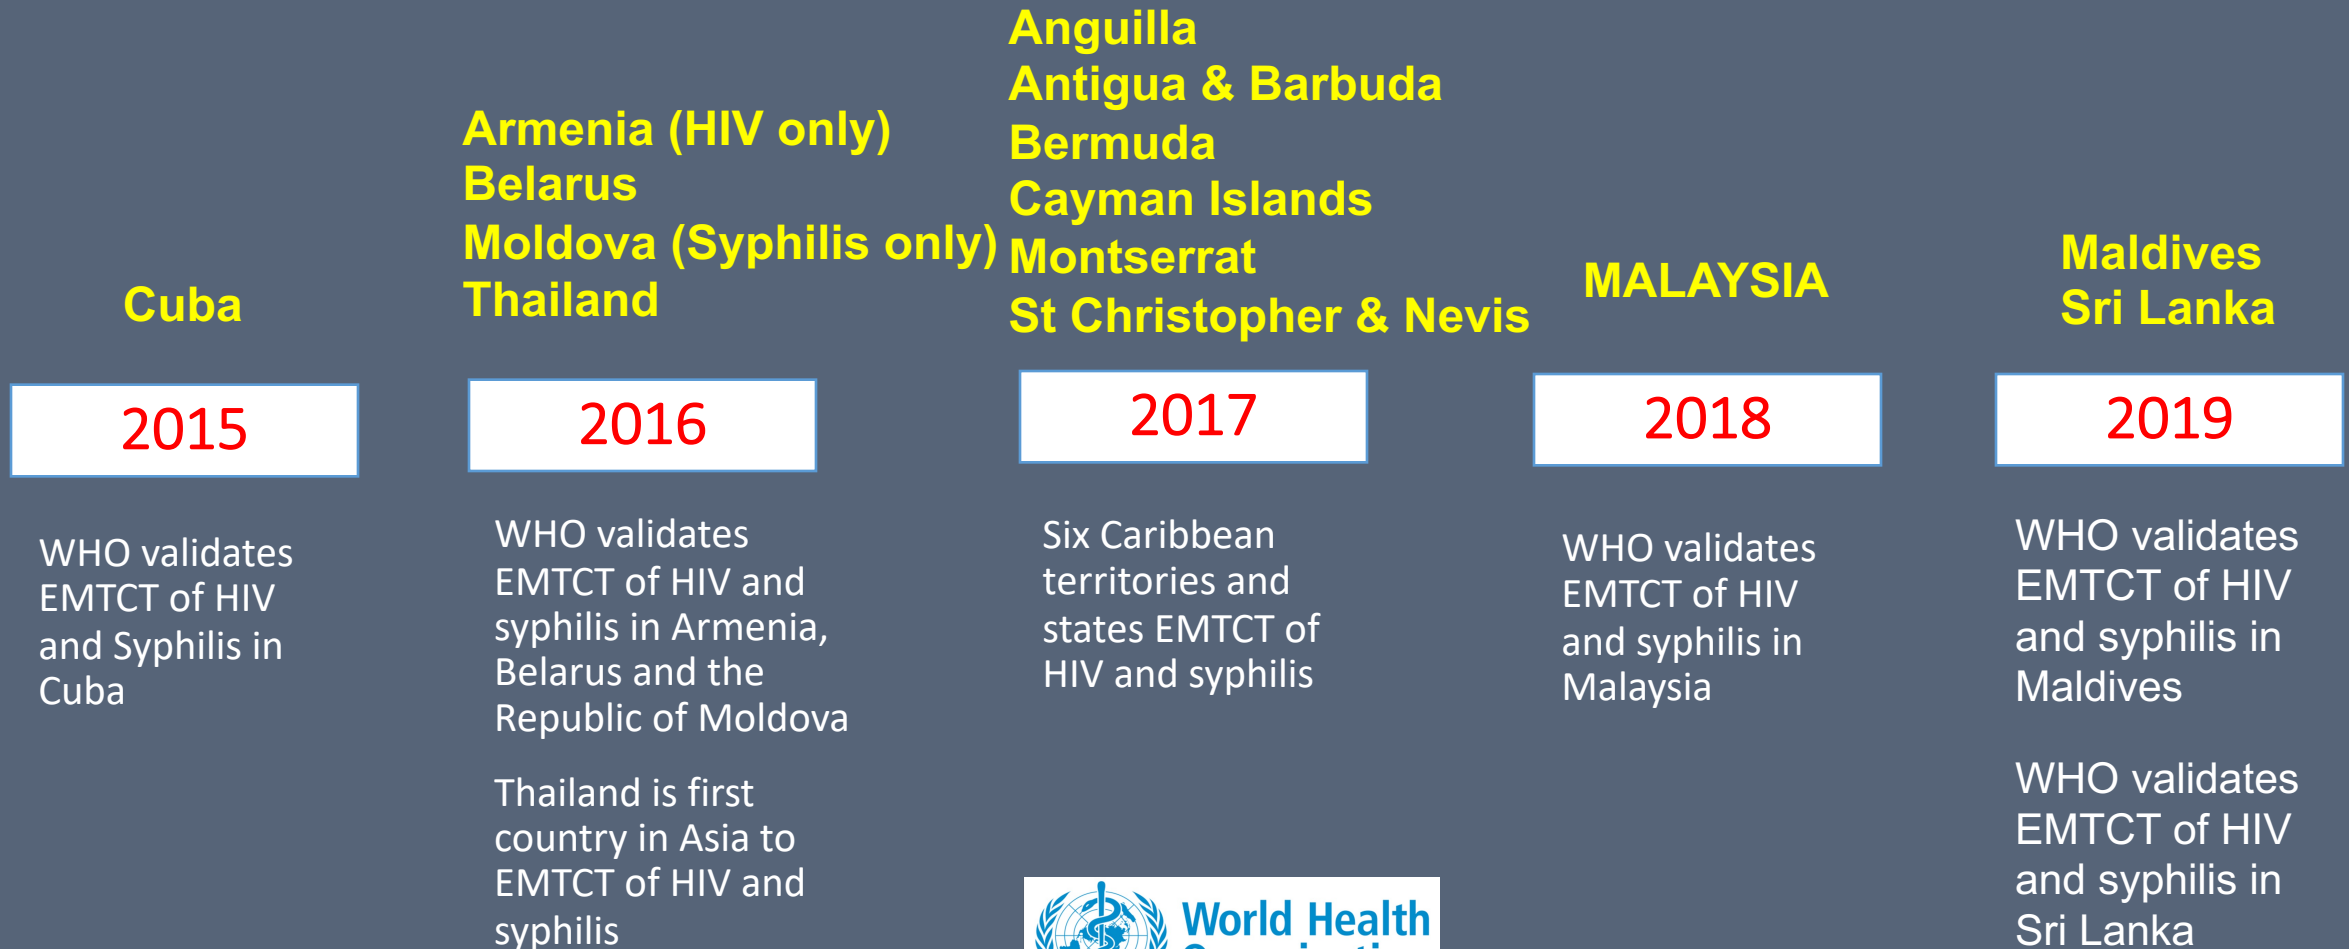 Cuba
2015
WHO validates
EMTCT of HIV
and Syphilis in
Cuba
Armenia (HIV only)
Belarus
Moldova (Syphilis only)
Thailand
2016
WHO validates
EMTCT of HIV and
syphilis in Armenia,
Belarus and the
Republic of Moldova
Thailand is first
country in Asia to
EMTCT of HIV and
syphilis
Anguilla
Antigua & Barbuda
Bermuda
Cayman Islands
Montserrat
St Christopher & Nevis
2017
Six Caribbean
territories and
states EMTCT of
HIV and syphilis
World Health
MALAYSIA
2018
WHO validates
EMTCT of HIV
and syphilis in
Malaysia
Maldives
Sri Lanka
2019
WHO validates
EMTCT of HIV
and syphilis in
Maldives
WHO validates
EMTCT of HIV
and syphilis in
Sri Lanka